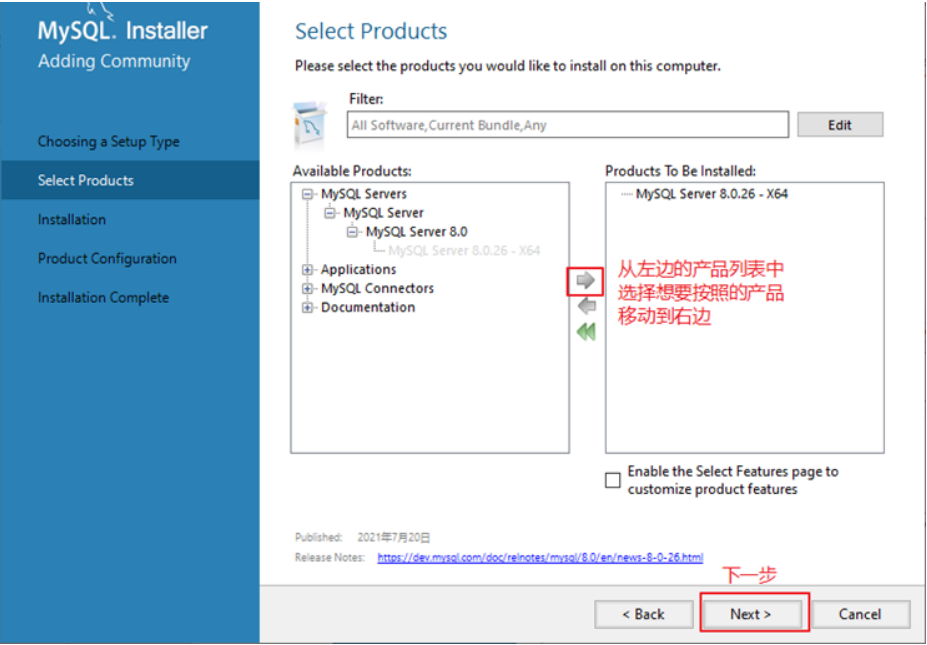 MySQL. Installer
Adding Community
Choosing a Setup Type
Select Products
Installation
Product Configuration
Installation Complete
Select Products
Please select the products you would like to install on this computer.
Filter:
All Software,Current Bundle,Any
Edit
Available Products:
MySQL Servers
MySQL Server
MySQL Server 8.0
MySQL Server 8.0.26 - X64
Applications
MySQL Connectors
Documentation
Products To Be Installed:
MySQL Server 8.0.26 - X64
从左边的产品列表中
选择想要按照的产品
移动到右边
Enable the Select Features page to
customize product features
Published: 2021年7月20日
Release Notes: https://dev.mysql.com/doc/relnotes/mysql/8.0/en/news-8-0-26.html
下一步
< Back
Next >
Cancel